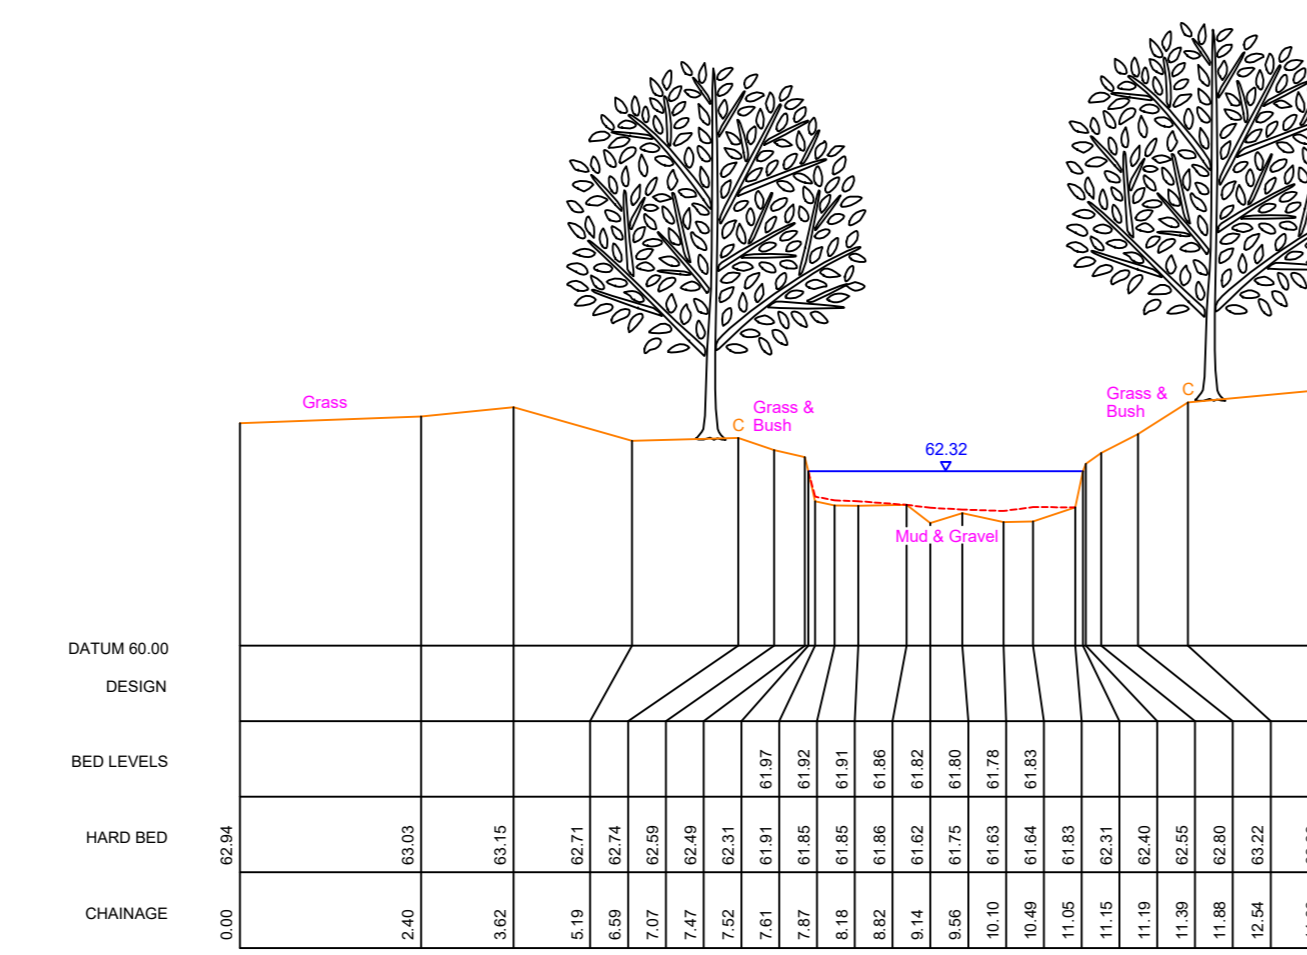 C
Grass &
Bush
Grass
C
Grass &
Bush
62.32
Mud & Gravel
DATUM 60.00
DESIGN
BED LEVELS
61.97 61.92 61.91 61.86 61.82 61.80 61.78 61.83
HARD BED
62.94 63.03 63.15 62.71 62.74 62.59 62.49 62.31 61.91 61.85 61.85 61.86 61.62 61.75 61.63 61.64 61.83 62.31 62.40 62.55 62.80 63.22
CHAINAGE
0.00 2.40 3.62 5.19 6.59 7.07 7.47 7.52 7.61 7.87 8.18 8.82 9.14 9.56 10.10 10.49 11.05 11.15 11.19 11.39 11.88 12.54